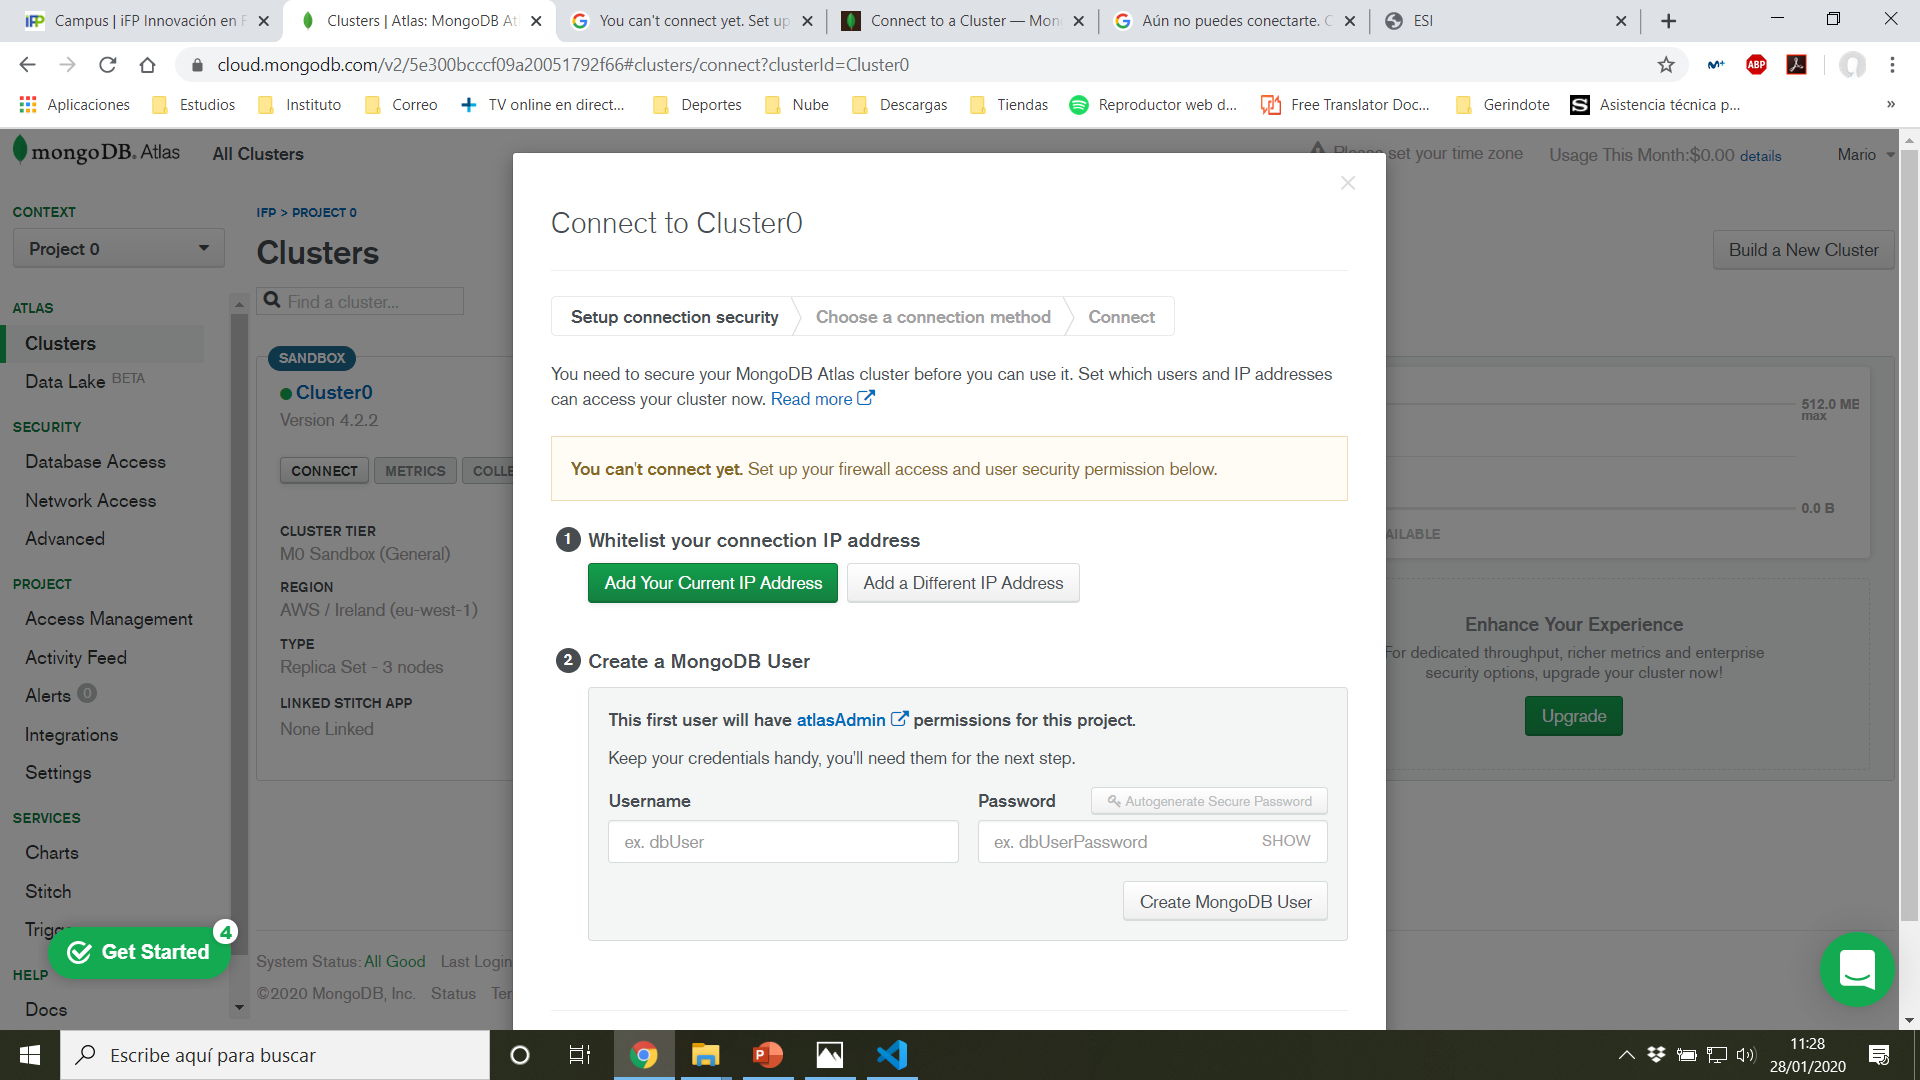 Campus | iFP Innovación en F
Clusters | Atlas: MongoDB At
You can't connect yet. Set up
Connect to a Cluster — Mon
Aún no puedes conectarte. C
ESI
cloud.mongodb.com/v2/5e300bcccf09a20051792f66#clusters/connect?clusterId=Cluster0
ABP
Aplicaciones
Estudios
Instituto
Correo
TV online en direct...
Deportes
Nube
Descargas
Tiendas
Reproductor web d...
Free Translator Doc...
Gerindote
Asistencia técnica p...
»
mongoDB. Atlas
All Clusters
Please set your time zone
Usage This Month:$0.00 details
Mario
CONTEXT
Project 0
ATLAS
Clusters
Data Lake BETA
SECURITY
Database Access
Network Access
Advanced
PROJECT
Access Management
Activity Feed
Alerts 0
Integrations
Settings
SERVICES
Charts
Stitch
Trigg
Get Started
4
HELP
Docs
IFP > PROJECT 0
Clusters
Build a New Cluster
Find a cluster...
SANDBOX
Cluster0
Version 4.2.2
CONNECT
METRICS
COLLE
CLUSTER TIER
M0 Sandbox (General)
REGION
AWS / Ireland (eu-west-1)
TYPE
Replica Set - 3 nodes
LINKED STITCH APP
None Linked
System Status: All Good Last Login
©2020 MongoDB, Inc. Status Ter
Connect to Cluster0
Setup connection security
Choose a connection method
Connect
You need to secure your MongoDB Atlas cluster before you can use it. Set which users and IP addresses
can access your cluster now. Read more
You can't connect yet. Set up your firewall access and user security permission below.
1 Whitelist your connection IP address
Add Your Current IP Address
Add a Different IP Address
2 Create a MongoDB User
This first user will have atlasAdmin permissions for this project.
Keep your credentials handy, you'll need them for the next step.
Username
Password
Autogenerate Secure Password
ex. dbUser
ex. dbUserPassword
SHOW
Create MongoDB User
512.0 MB
max
0.0 B
AILABLE
Enhance Your Experience
For dedicated throughput, richer metrics and enterprise
security options, upgrade your cluster now!
Upgrade
Escribe aquí para buscar
11:28
28/01/2020